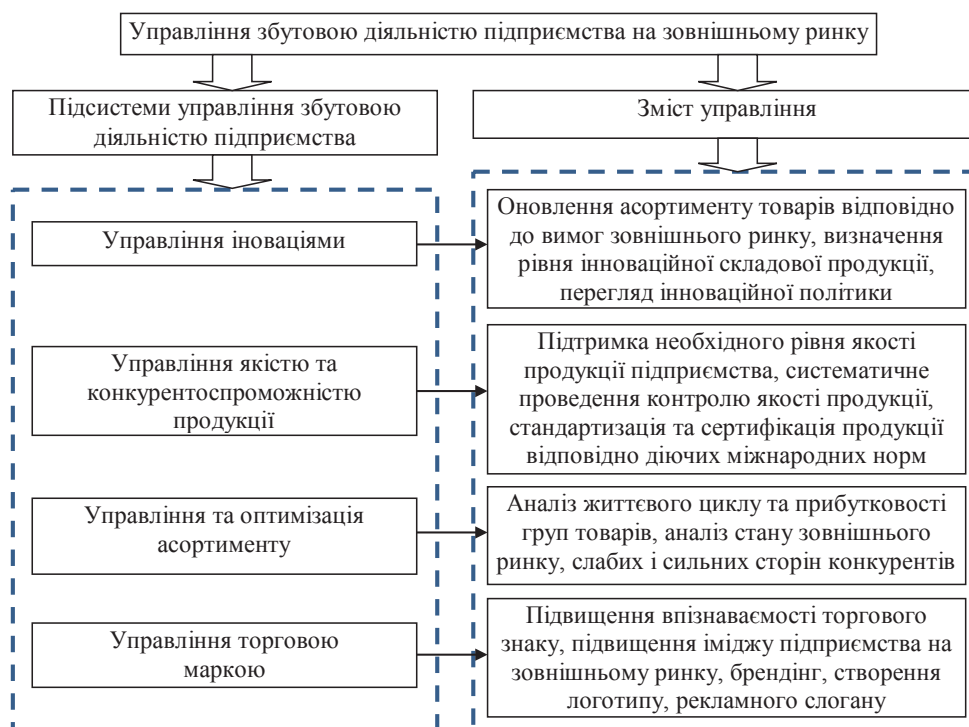 Управління збутовою діяльністю підприємства на зовнішньому ринку
Підсистеми управління збутовою
діяльністю підприємства
Зміст управління
Управління іноваціями
Оновлення асортименту товарів відповідно
до вимог зовнішнього ринку, визначення
рівня інноваційної складової продукції,
перегляд інноваційної політики
Управління якістю та
конкурентоспроможністю
продукції
Підтримка необхідного рівня якості
продукції підприємства, систематичне
проведення контролю якості продукції,
стандартизація та сертифікація продукції
відповідно діючих міжнародних норм
Управління та оптимізація
асортименту
Аналіз життєвого циклу та прибутковості
груп товарів, аналіз стану зовнішнього
ринку, слабих і сильних сторін конкурентів
Управління торговою
маркою
Підвищення впізнаваємості торгового
знаку, підвищення іміджу підприємства на
зовнішньому ринку, брендінг, створення
логотипу, рекламного слогану